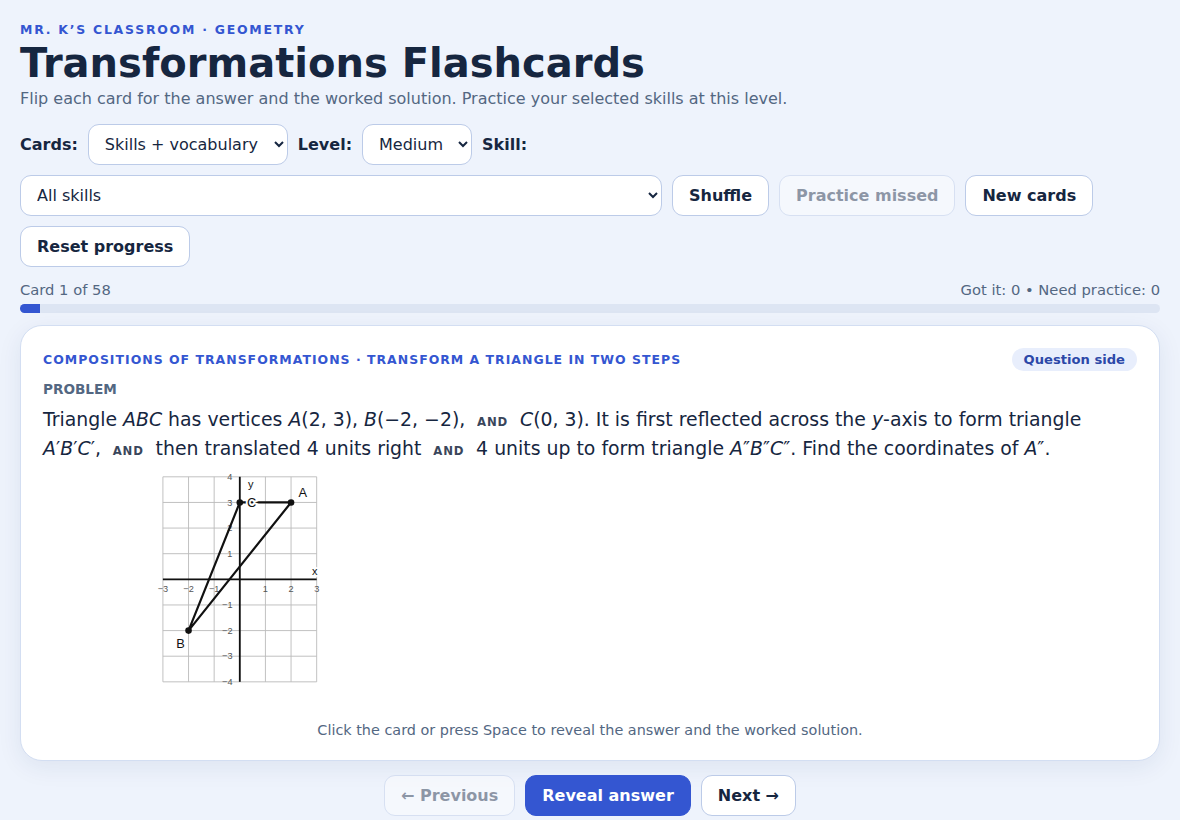 MR. K’S CLASSROOM · GEOMETRY
Transformations Flashcards
Flip each card for the answer and the worked solution. Practice your selected skills at this level.
Cards: Skills + vocabulary Level: Medium Skill:
All skills Shuffle Practice missed New cards
Reset progress
Card 1 of 58 Got it: 0 • Need practice: 0
COMPOSITIONS OF TRANSFORMATIONS · TRANSFORM A TRIANGLE IN TWO STEPS Question side
PROBLEM
Triangle ABC has vertices A(2, 3), B(−2, −2), AND C(0, 3). It is first reflected across the y-axis to form triangle
A′B′C′, AND then translated 4 units right AND 4 units up to form triangle A″B″C″. Find the coordinates of A″.
4 y
3 C A
2
1
x
−3 −2 −1 1 2 3
−1
−2
B
−3
−4
Click the card or press Space to reveal the answer and the worked solution.
← Previous Reveal answer Next →